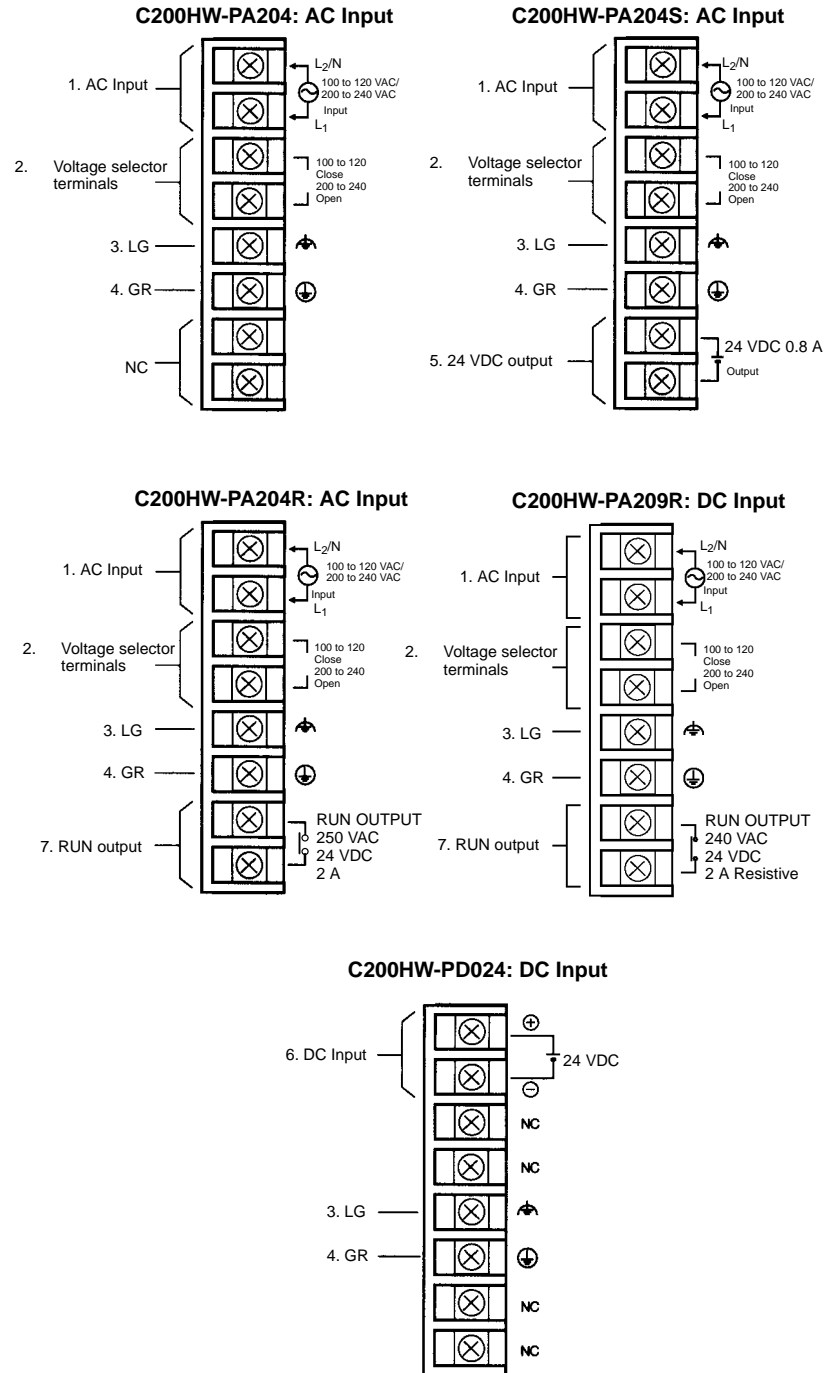 C200HW-PA204: AC Input
1. AC Input
L2/N
100 to 120 VAC/
200 to 240 VAC
Input
L1
2. Voltage selector
terminals
100 to 120
Close
200 to 240
Open
3. LG
4. GR
NC
C200HW-PA204S: AC Input
1. AC Input
L2/N
100 to 120 VAC/
200 to 240 VAC
Input
L1
2. Voltage selector
terminals
100 to 120
Close
200 to 240
Open
3. LG
4. GR
5. 24 VDC output
24 VDC 0.8 A
Output
C200HW-PA204R: AC Input
1. AC Input
L2/N
100 to 120 VAC/
200 to 240 VAC
Input
L1
2. Voltage selector
terminals
100 to 120
Close
200 to 240
Open
3. LG
4. GR
7. RUN output
RUN OUTPUT
250 VAC
24 VDC
2 A
C200HW-PA209R: DC Input
1. AC Input
L2/N
100 to 120 VAC/
200 to 240 VAC
Input
L1
2. Voltage selector
terminals
100 to 120
Close
200 to 240
Open
3. LG
4. GR
7. RUN output
RUN OUTPUT
240 VAC
24 VDC
2 A Resistive
C200HW-PD024: DC Input
6. DC Input
+
24 VDC
−
NC
NC
3. LG
4. GR
NC
NC